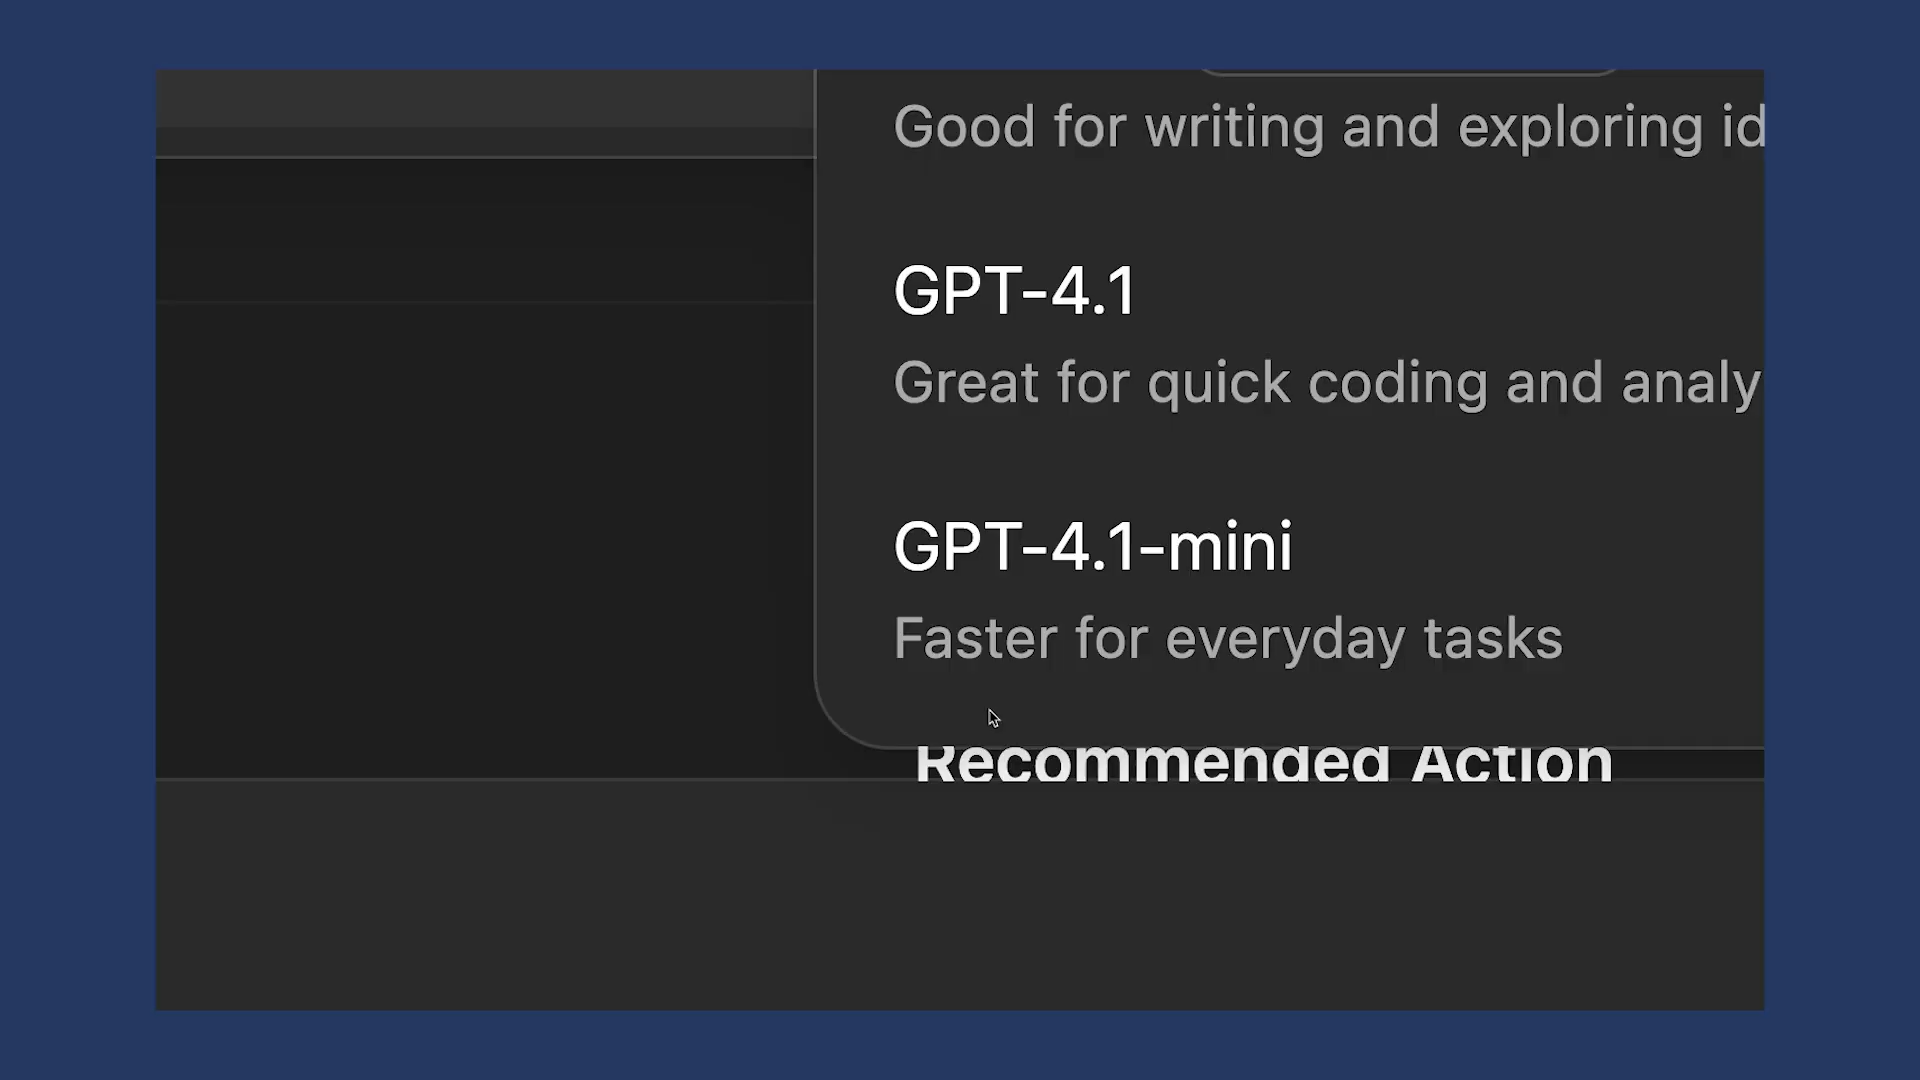 Good for writing and exploring id
GPT-4.1
Great for quick coding and analy
GPT-4.1-mini
Faster for everyday tasks
Recommended Action